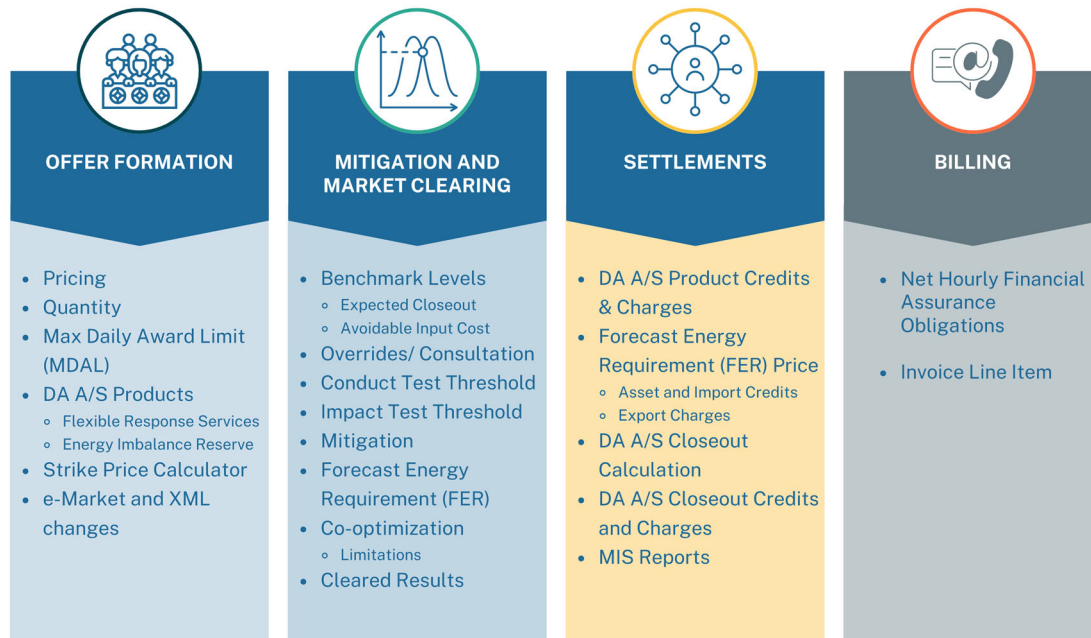 OFFER FORMATION
• Pricing
• Quantity
• Max Daily Award Limit
(MDAL)
• DA A/S Products
◦ Flexible Response Services
◦ Energy Imbalance Reserve
• Strike Price Calculator
• e-Market and XML
changes
MITIGATION AND
MARKET CLEARING
• Benchmark Levels
◦ Expected Closeout
◦ Avoidable Input Cost
• Overrides/ Consultation
• Conduct Test Threshold
• Impact Test Threshold
• Mitigation
• Forecast Energy
Requirement (FER)
• Co-optimization
◦ Limitations
• Cleared Results
SETTLEMENTS
• DA A/S Product Credits
& Charges
• Forecast Energy
Requirement (FER) Price
◦ Asset and Import Credits
◦ Export Charges
• DA A/S Closeout
Calculation
• DA A/S Closeout Credits
and Charges
• MIS Reports
BILLING
• Net Hourly Financial
Assurance
Obligations
• Invoice Line Item